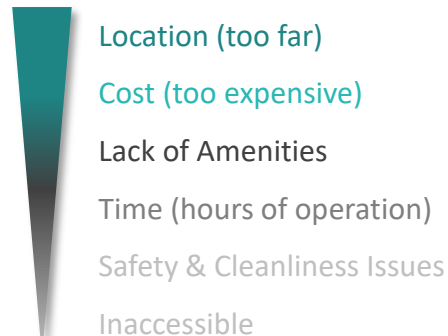 Location (too far)
Cost (too expensive)
Lack of Amenities
Time (hours of operation)
Safety & Cleanliness Issues
Inaccessible